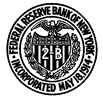 FEDERAL RESERVE BANK OF NEW YORK
INCORPORATED MAY 18, 1914